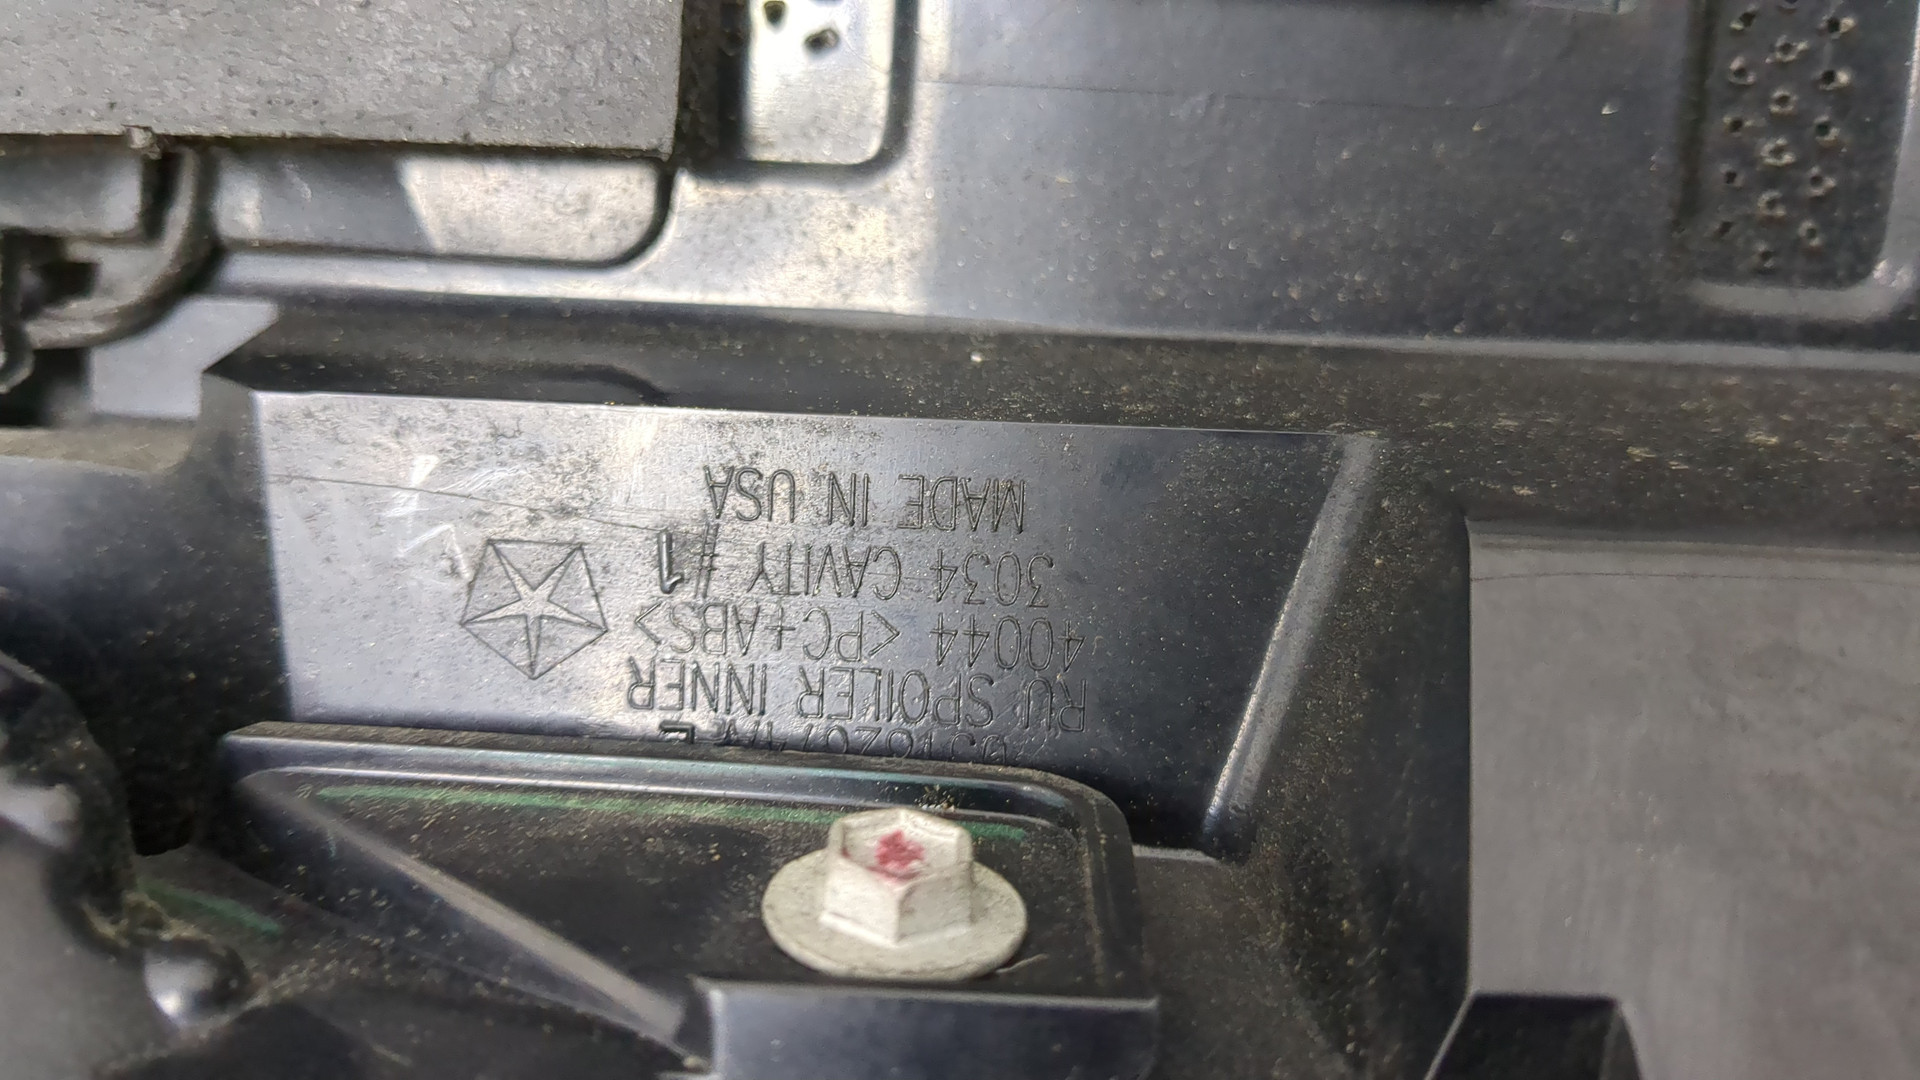 RU SPOILER INNER
40044 <PC+ABS>
3034 CAVITY #1
MADE IN USA